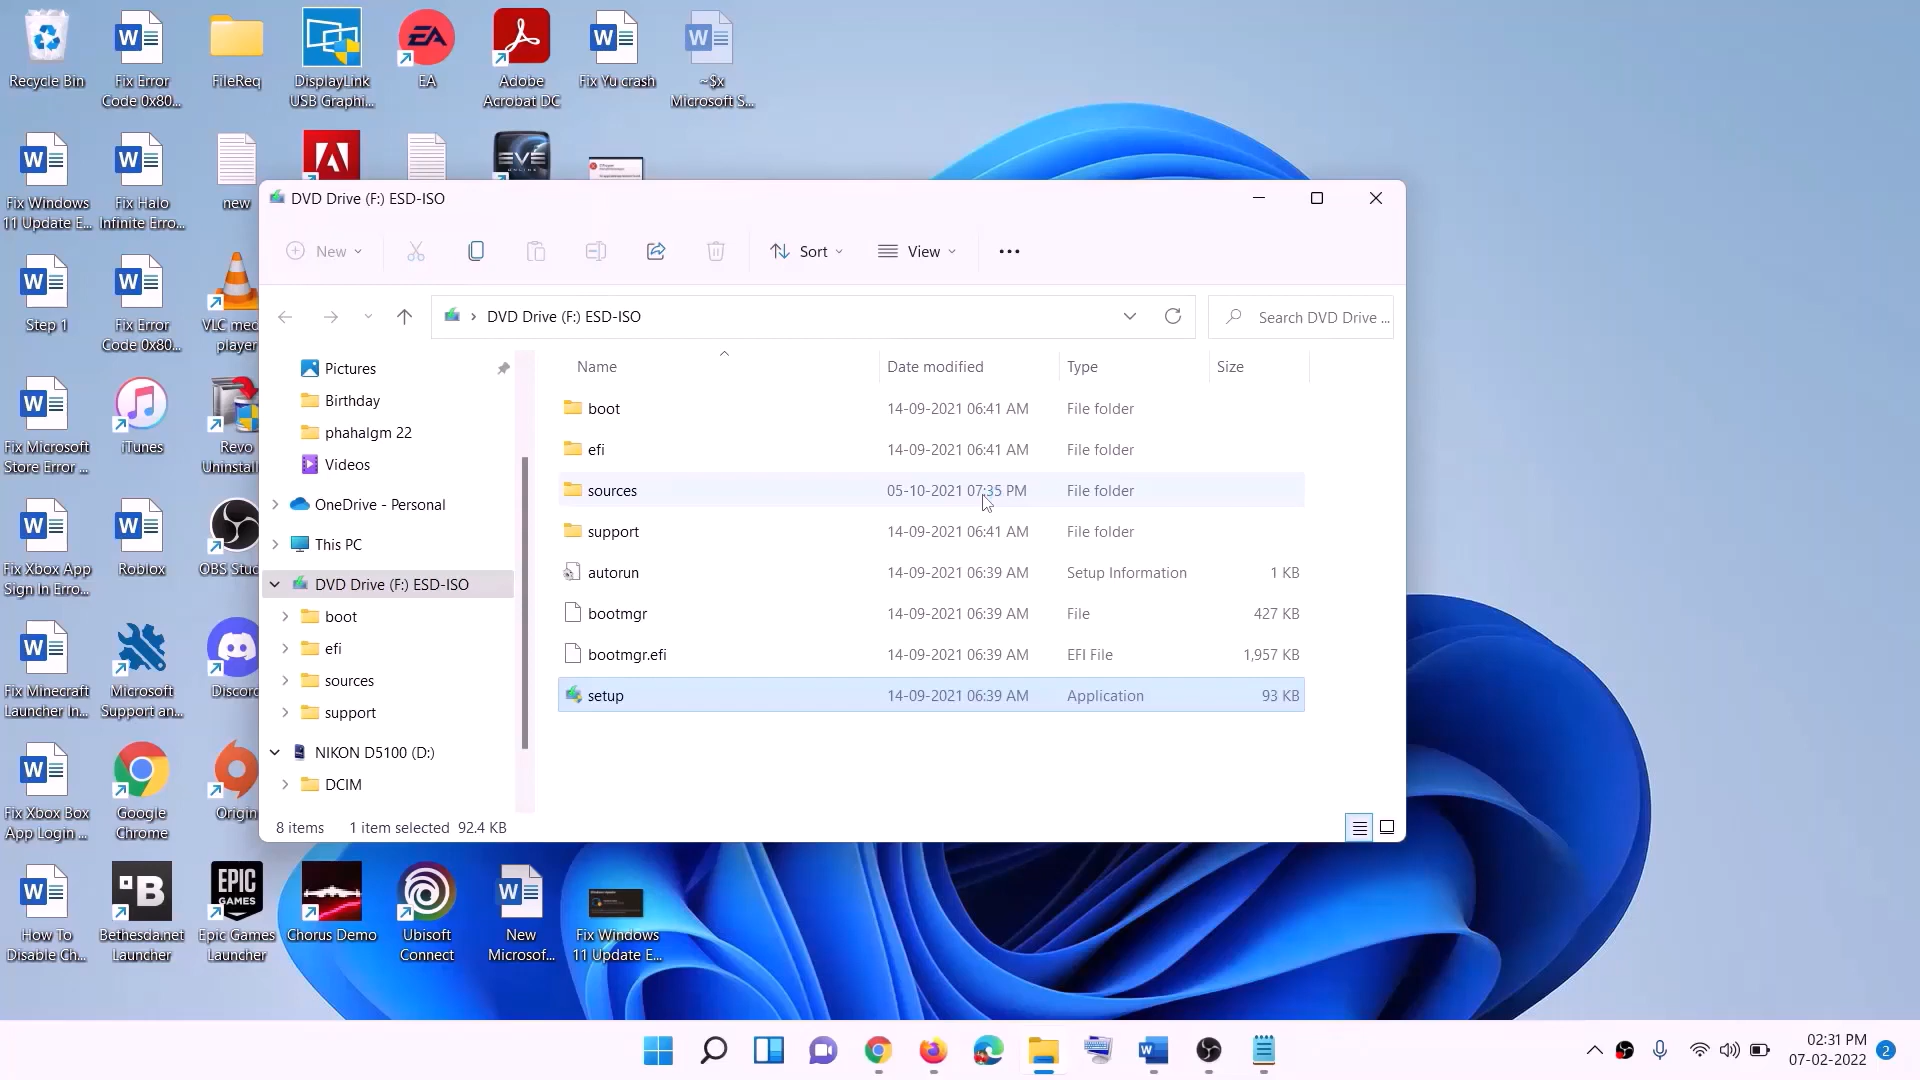 Recycle Bin
Fix Error
Code 0x80...
FileReq
DisplayLink
USB Graphi...
EA
Adobe
Acrobat DC
Fix Yu crash
~$x
Microsoft S...
Fix Windows
11 Update E...
Fix Halo
Infinite Erro...
new
EVE
ONLINE
Step 1
Fix Error
Code 0x80...
VLC med
player
Fix Microsoft
Store Error ...
iTunes
Revo
Uninstall
Fix Xbox App
Sign In Erro...
Roblox
OBS Stud
Fix Minecraft
Launcher In...
Microsoft
Support an...
Discord
Fix Xbox Box
App Login ...
Google
Chrome
Origin
How To
Disable Ch...
Bethesda.net
Launcher
EPIC
GAMES
Epic Games
Launcher
Chorus Demo
Ubisoft
Connect
New
Microsof...
Fix Windows
11 Update E...
DVD Drive (F:) ESD-ISO
New
Sort
View
DVD Drive (F:) ESD-ISO
Search DVD Drive ...
Pictures
Birthday
phahalgm 22
Videos
OneDrive - Personal
This PC
DVD Drive (F:) ESD-ISO
boot
efi
sources
support
NIKON D5100 (D:)
DCIM
Name Date modified Type Size
boot 14-09-2021 06:41 AM File folder
efi 14-09-2021 06:41 AM File folder
sources 05-10-2021 07:35 PM File folder
support 14-09-2021 06:41 AM File folder
autorun 14-09-2021 06:39 AM Setup Information 1 KB
bootmgr 14-09-2021 06:39 AM File 427 KB
bootmgr.efi 14-09-2021 06:39 AM EFI File 1,957 KB
setup 14-09-2021 06:39 AM Application 93 KB
8 items 1 item selected 92.4 KB
02:31 PM
07-02-2022
2